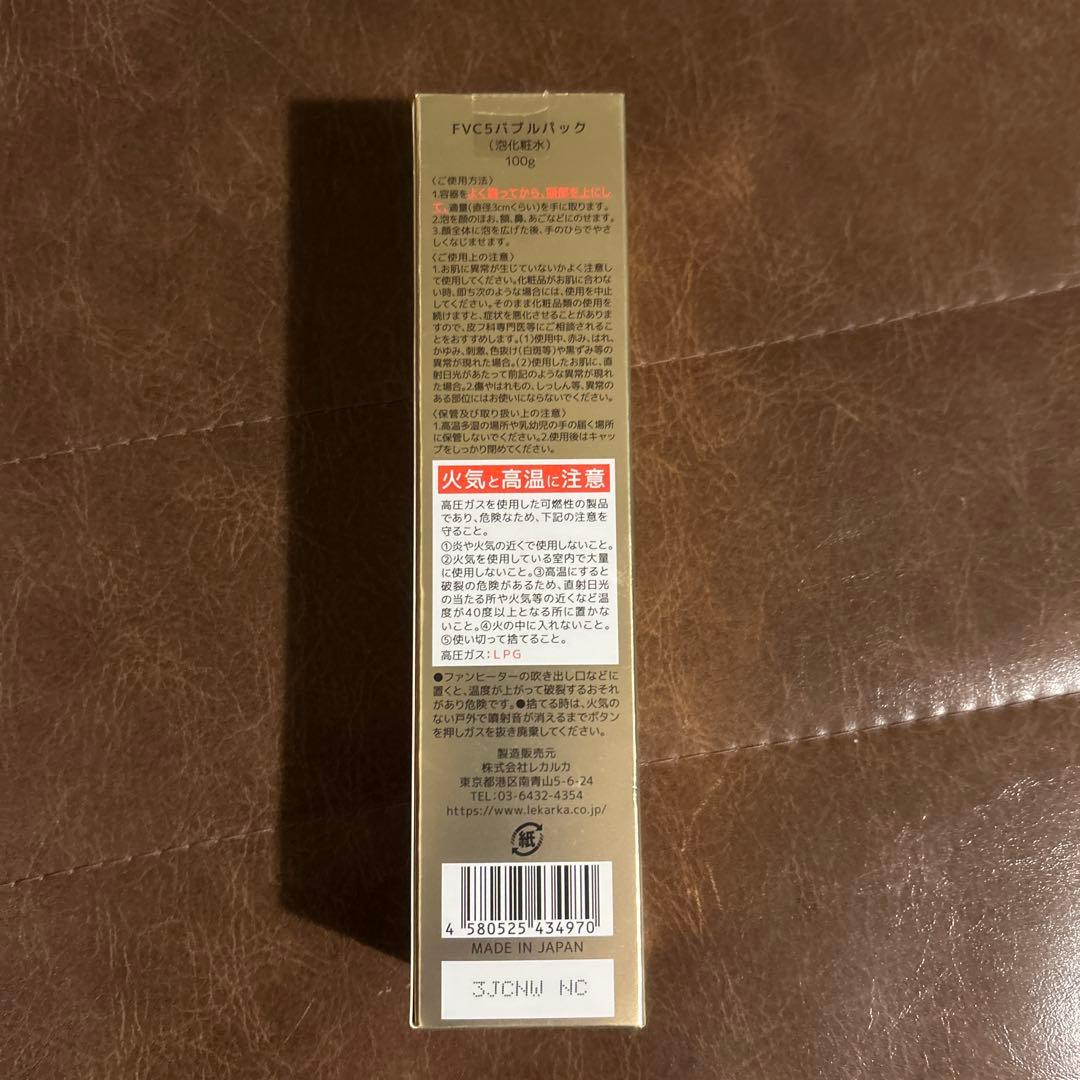 FVC5バブルパック
(泡化粧水)
100g
〈ご使用方法〉
1.容器をよく振ってから、頭部を上にし
て、適量(直径3cmくらい)を手に取ります。
2.泡を顔のほお、額、鼻、あごなどにのせます。
3.顔全体に泡を広げた後、手のひらでやさ
しくなじませます。
〈ご使用上の注意〉
1.お肌に異常が生じていないかよく注意し
て使用してください。化粧品がお肌に合わな
い時、即ち次のような場合には、使用を中止
してください。そのまま化粧品類の使用を
続けますと、症状を悪化させることがありま
すので、皮フ科専門医等にご相談されるこ
とをおすすめします。(1)使用中、赤み、はれ、
かゆみ、刺激、色抜け(白斑等)や黒ずみ等の
異常が現れた場合。(2)使用したお肌に、直
射日光があたって前記のような異常が現れ
た場合。2.傷やはれもの、しっしん等、異常の
ある部位にはお使いにならないでください。
〈保管及び取り扱い上の注意〉
1.高温多湿の場所や乳幼児の手の届く場所
に保管しないでください。2.使用後はキャッ
プをしっかり閉めてください。
火気と高温に注意
高圧ガスを使用した可燃性の製品
であり、危険なため、下記の注意を
守ること。
①炎や火気の近くで使用しないこと。
②火気を使用している室内で大量
に使用しないこと。③高温にすると
破裂の危険があるため、直射日光
の当たる所や火気等の近くなど温
度が40度以上となる所に置かな
いこと。④火の中に入れないこと。
⑤使い切って捨てること。
高圧ガス：LPG
●ファンヒーターの吹き出し口などに
置くと、温度が上がって破裂するおそれ
があり危険です。●捨てる時は、火気の
ない戸外で噴射音が消えるまでボタン
を押しガスを抜き廃棄してください。
製造販売元
株式会社レカルカ
東京都港区南青山5-6-24
TEL：03-6432-4354
https://www.lekarka.co.jp/
紙
4 580525 434970
MADE IN JAPAN
3JCNW NC